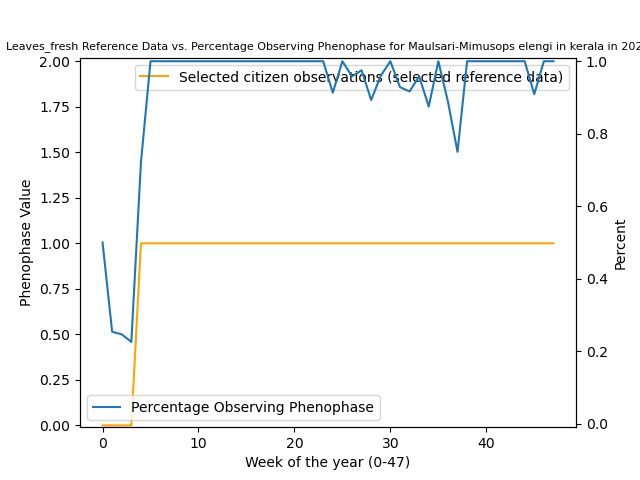 Leaves_fresh Reference Data vs. Percentage Observing Phenophase for Maulsari-Mimusops elengi in kerala in
Selected citizen observations (selected reference data)
2.00
1.75
1.50
1.25
1.00
0.75
0.50
0.25
0.00
Phenophase Value
1.0
0.8
0.6
0.4
0.2
0.0
Percent
Percentage Observing Phenophase
0 10 20 30 40
Week of the year (0-47)